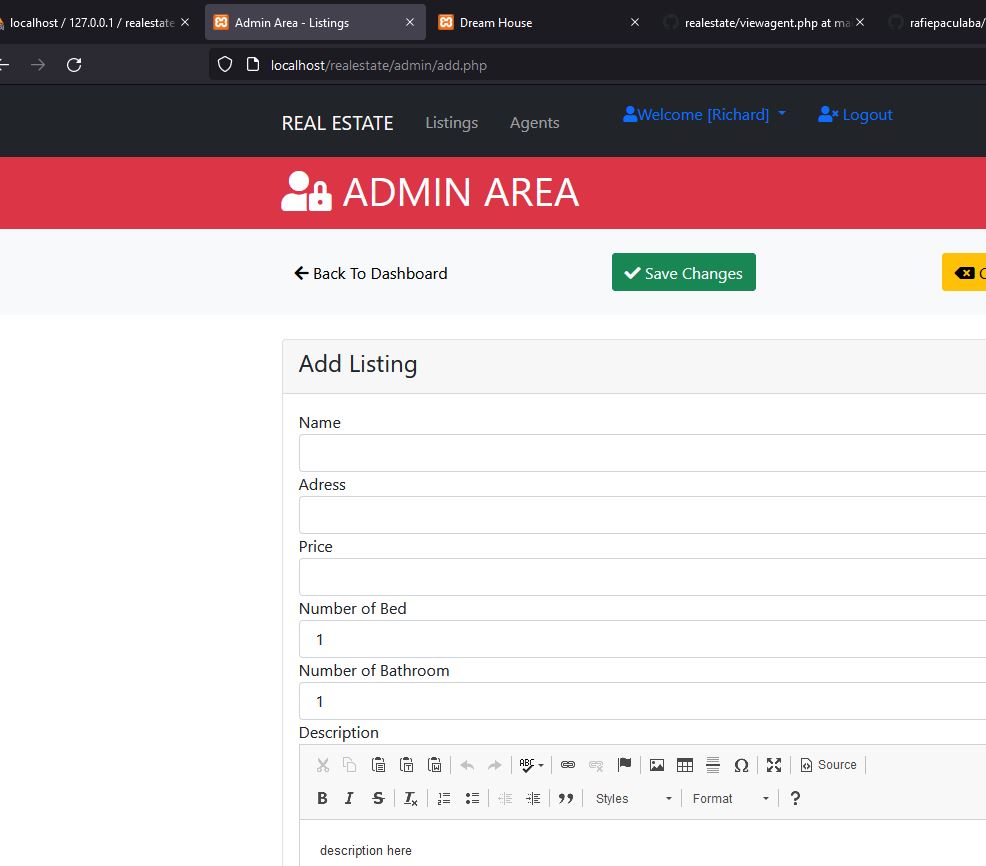 localhost / 127.0.0.1 / realestate
Admin Area - Listings
Dream House
realestate/viewagent.php at ma
rafiepaculaba/
localhost/realestate/admin/add.php
REAL ESTATE
Listings
Agents
Welcome [Richard]
Logout
ADMIN AREA
Back To Dashboard
Save Changes
Add Listing
Name
Adress
Price
Number of Bed
1
Number of Bathroom
1
Description
ABC
Source
B I S Ix
Styles
Format
?
description here